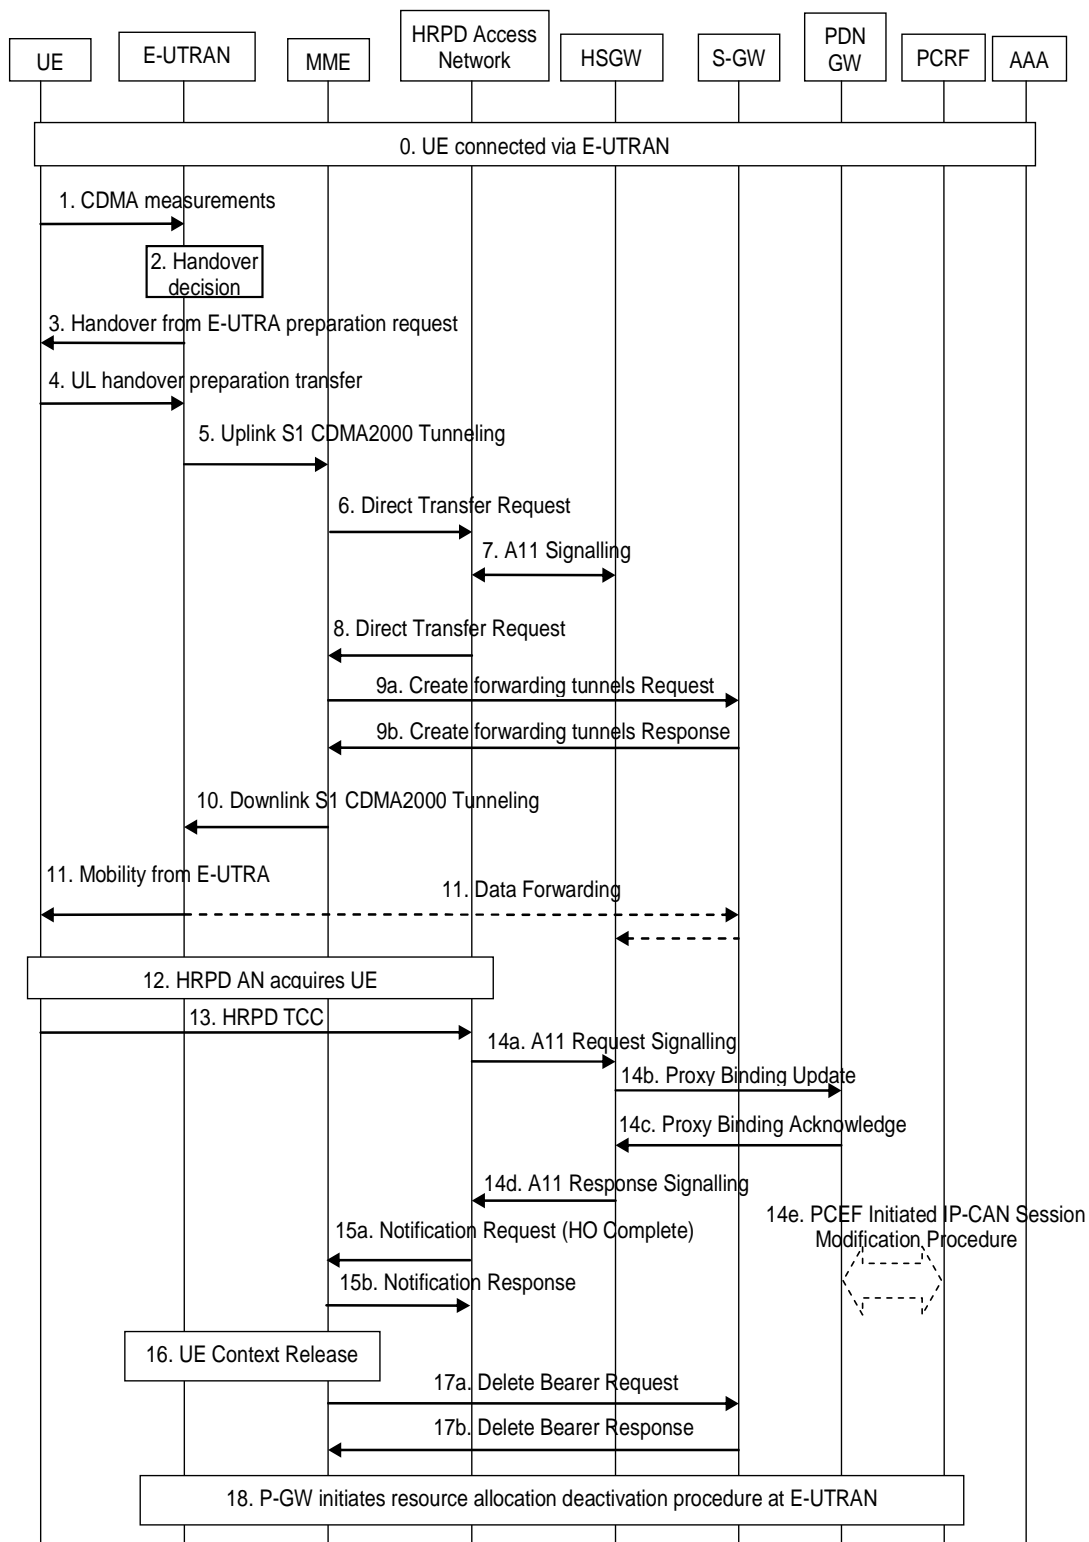 UE
E-UTRAN
MME
HRPD Access
Network
HSGW
S-GW
PDN
GW
PCRF
AAA
0. UE connected via E-UTRAN
1. CDMA measurements
2. Handover
decision
3. Handover from E-UTRA preparation request
4. UL handover preparation transfer
5. Uplink S1 CDMA2000 Tunneling
6. Direct Transfer Request
7. A11 Signalling
8. Direct Transfer Request
9a. Create forwarding tunnels Request
9b. Create forwarding tunnels Response
10. Downlink S1 CDMA2000 Tunneling
11. Mobility from E-UTRA
11. Data Forwarding
12. HRPD AN acquires UE
13. HRPD TCC
14a. A11 Request Signalling
14b. Proxy Binding Update
14c. Proxy Binding Acknowledge
14d. A11 Response Signalling
14e. PCEF Initiated IP-CAN Session
Modification Procedure
15a. Notification Request (HO Complete)
15b. Notification Response
16. UE Context Release
17a. Delete Bearer Request
17b. Delete Bearer Response
18. P-GW initiates resource allocation deactivation procedure at E-UTRAN